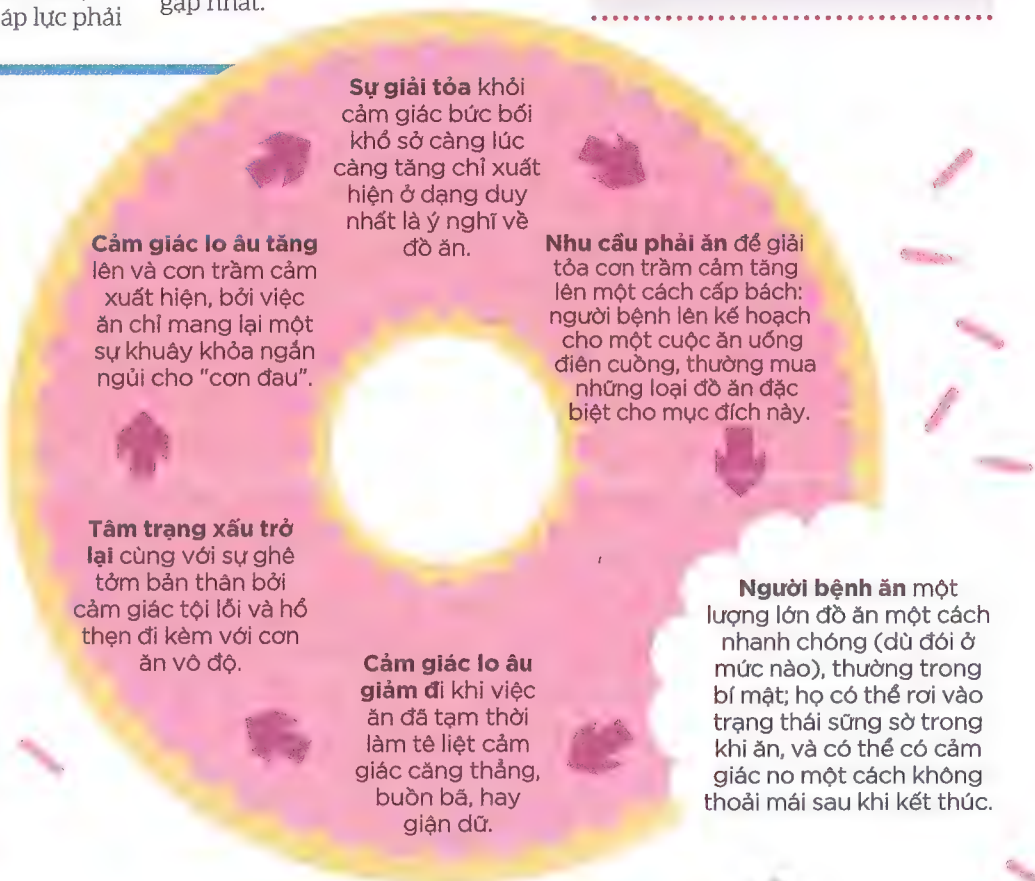 áp lực phải
gặp nhất.
Sự giải tỏa khỏi
cảm giác bức bối
khổ sở càng lúc
càng tăng chỉ xuất
hiện ở dạng duy
nhất là ý nghĩ về
đồ ăn.
Nhu cầu phải ăn để giải
tỏa cơn trầm cảm tăng
lên một cách cấp bách:
người bệnh lên kế hoạch
cho một cuộc ăn uống
điên cuồng, thường mua
những loại đồ ăn đặc
biệt cho mục đích này.
Người bệnh ăn một
lượng lớn đồ ăn một cách
nhanh chóng (dù đói ở
mức nào), thường trong
bí mật; họ có thể rơi vào
trạng thái sững sờ trong
khi ăn, và có thể có cảm
giác no một cách không
thoải mái sau khi kết thúc.
Cảm giác lo âu
giảm đi khi việc
ăn đã tạm thời
làm tê liệt cảm
giác căng thẳng,
buồn bã, hay
giận dữ.
Tâm trạng xấu trở
lại cùng với sự ghê
tởm bản thân bởi
cảm giác tội lỗi và hổ
thẹn đi kèm với cơn
ăn vô độ.
Cảm giác lo âu tăng
lên và cơn trầm cảm
xuất hiện, bởi việc
ăn chỉ mang lại một
sự khuây khỏa ngắn
ngủi cho "cơn đau".